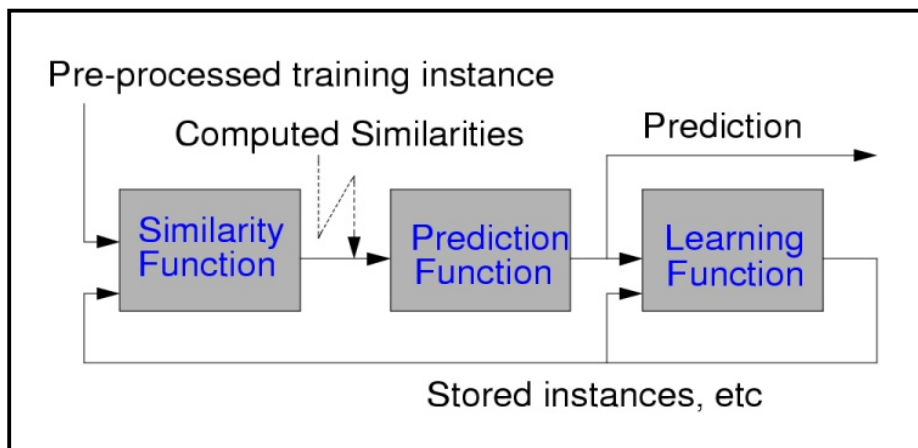 Pre-processed training instance
Computed Similarities
Prediction
Similarity
Function
Prediction
Function
Learning
Function
Stored instances, etc